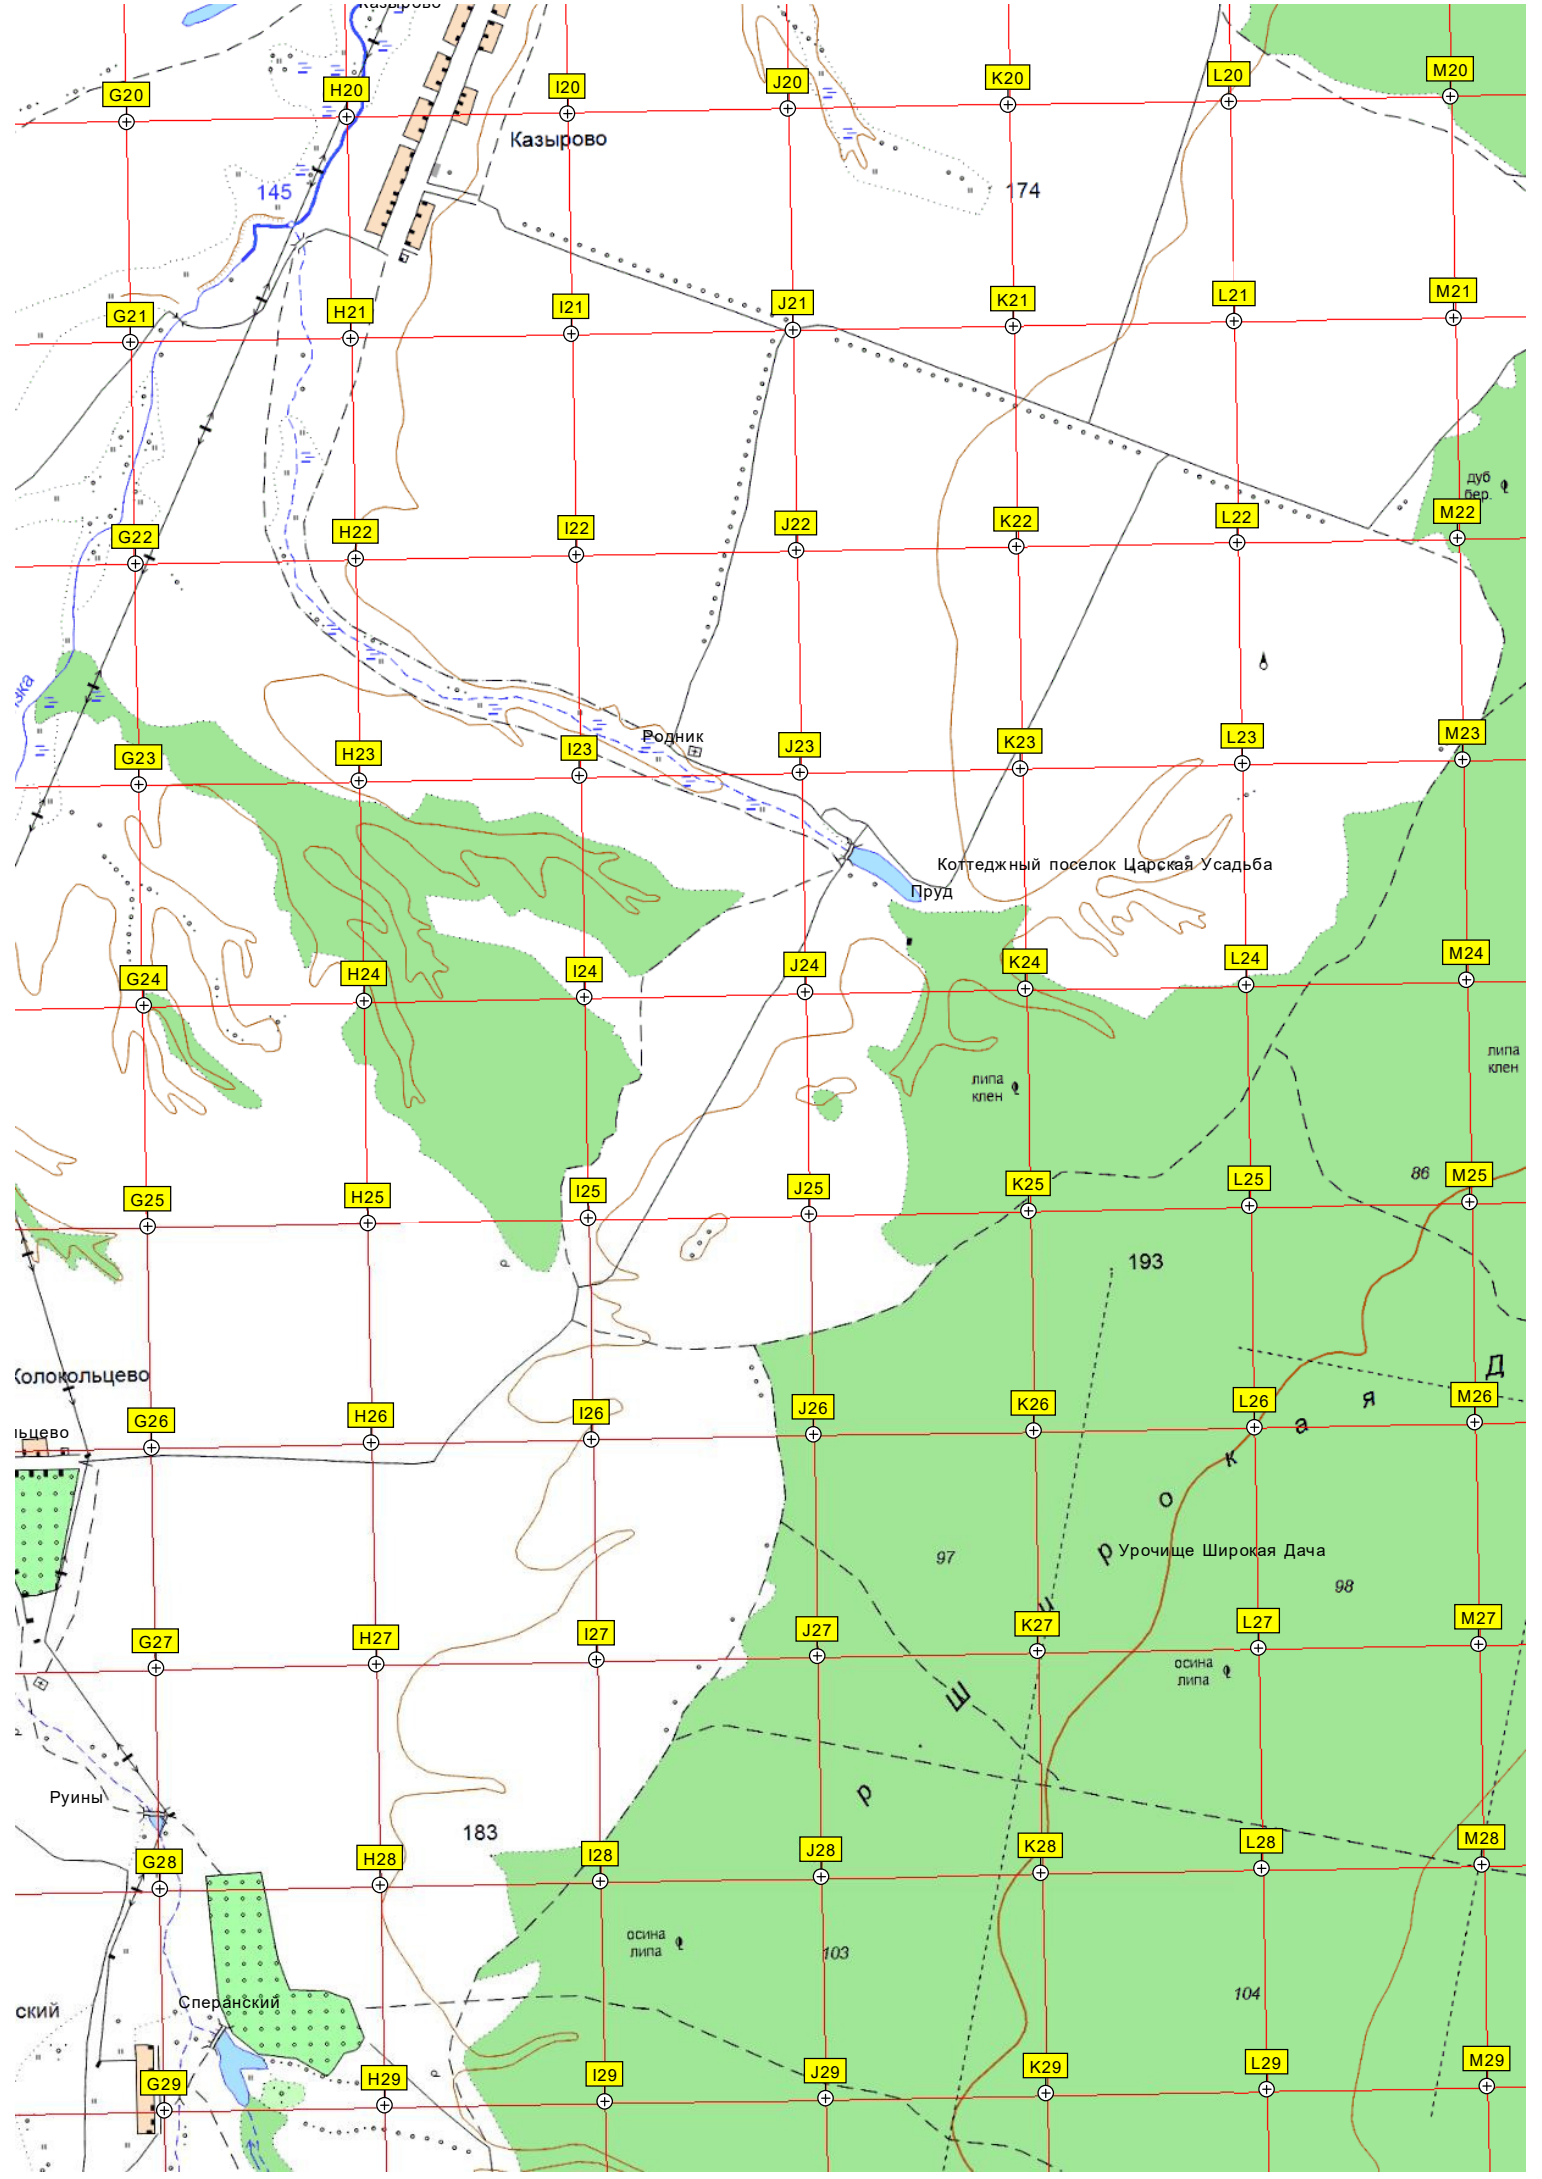 Казырово
G20 H20 I20 J20 K20 L20 M20
Казырово
145
174
G21 H21 I21 J21 K21 L21 M21
дуб
бер.
G22 H22 I22 J22 K22 L22 M22
Родник
G23 H23 I23 J23 K23 L23 M23
Коттеджный поселок Царская Усадьба
Пруд
G24 H24 I24 J24 K24 L24 M24
липа
клен
липа
клен
86
G25 H25 I25 J25 K25 L25 M25
193
Колокольцево
Д
я
а
к
о
р
и
Ш
G26 H26 I26 J26 K26 L26 M26
льцево
97
Урочище Широкая Дача
98
G27 H27 I27 J27 K27 L27 M27
осина
липа
Руины
р
183
G28 H28 I28 J28 K28 L28 M28
осина
липа
103
104
Сперанский
ский
G29 H29 I29 J29 K29 L29 M29